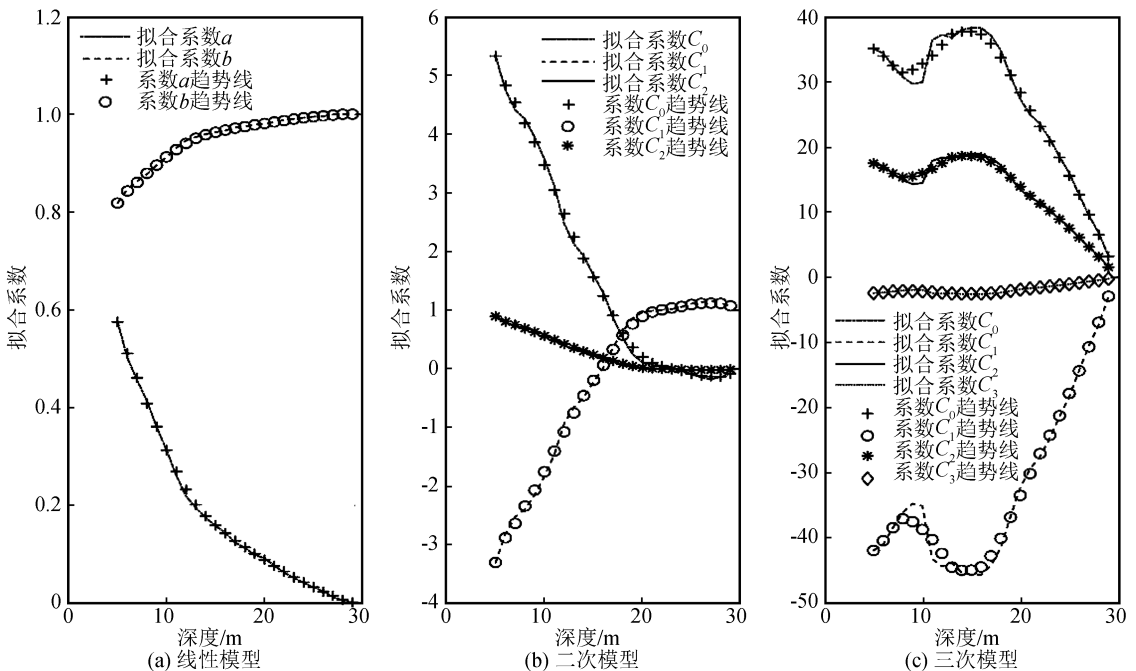 1.2
1.0
0.8
0.6
0.4
0.2
0
拟合系数
拟合系数a
拟合系数b
系数a趋势线
系数b趋势线
0
10
20
30
深度/m
(a) 线性模型
6
5
4
3
2
1
0
-1
-2
-3
-4
拟合系数
拟合系数C0
拟合系数C1
拟合系数C2
系数C0趋势线
系数C1趋势线
系数C2趋势线
0
10
20
30
深度/m
(b) 二次模型
40
30
20
10
0
-10
-20
-30
-40
-50
拟合系数
拟合系数C0
拟合系数C1
拟合系数C2
拟合系数C3
系数C0趋势线
系数C1趋势线
系数C2趋势线
系数C3趋势线
0
10
20
30
深度/m
(c) 三次模型